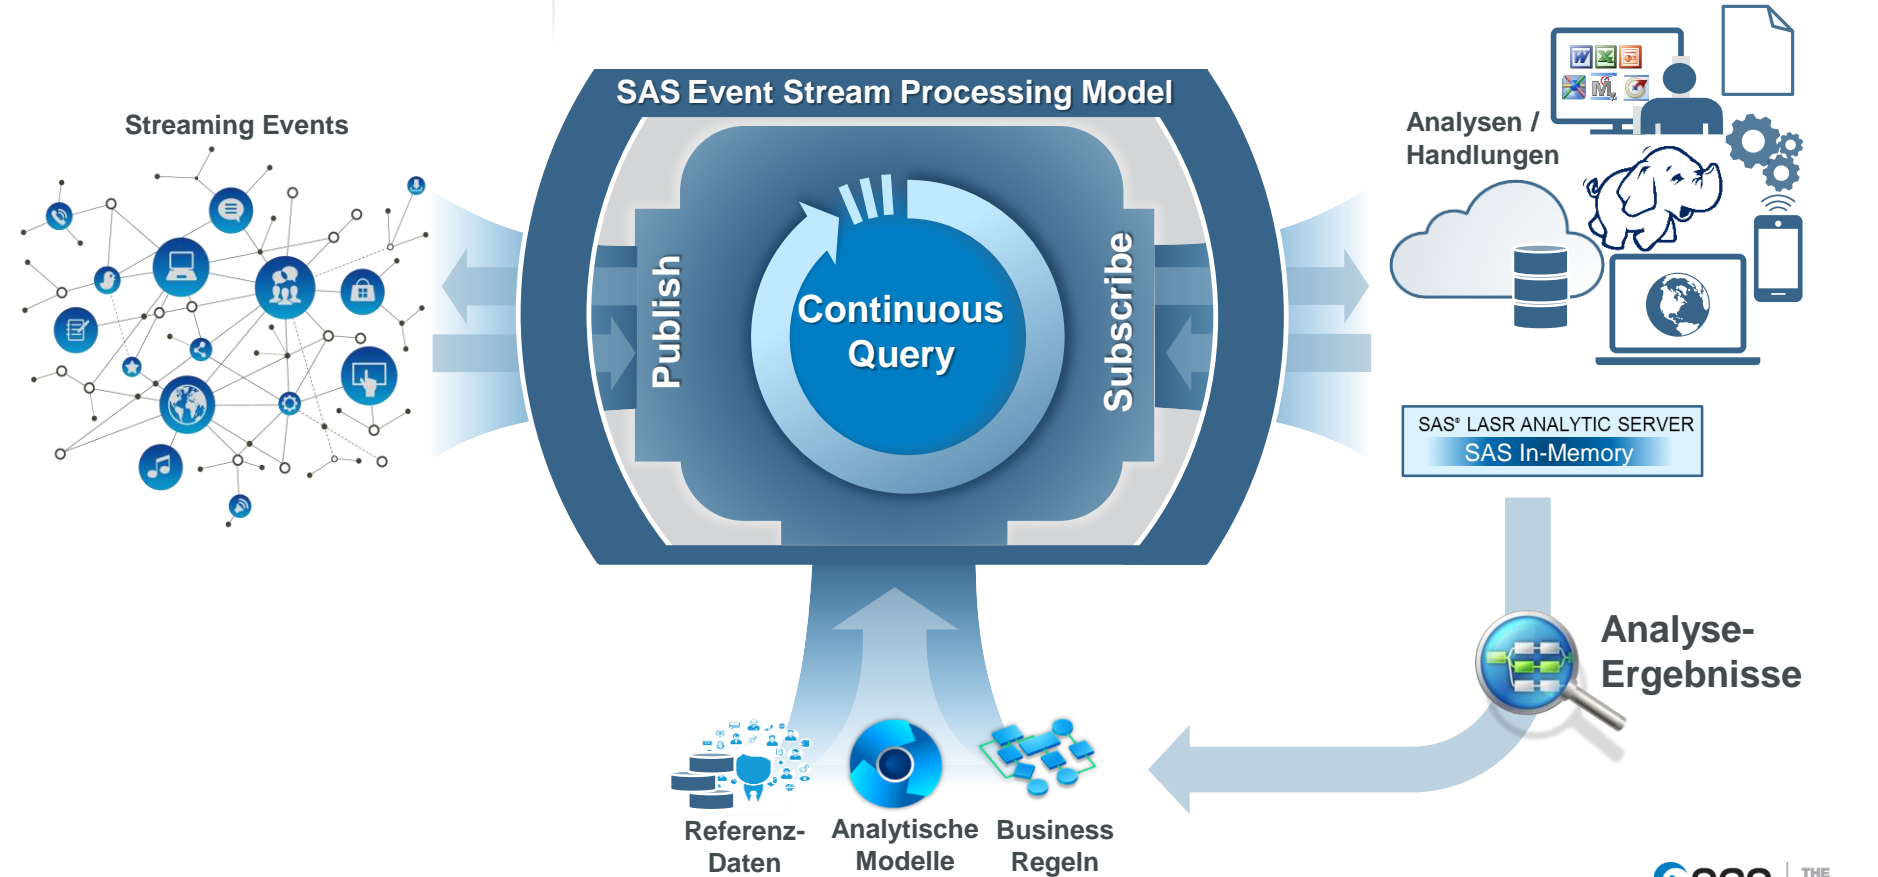 SAS Event Stream Processing Model
Streaming Events
Analysen /
Handlungen
Publish
Continuous
Query
Subscribe
SAS® LASR ANALYTIC SERVER
SAS In-Memory
Analyse-
Ergebnisse
Referenz-
Daten
Analytische
Modelle
Business
Regeln
THE